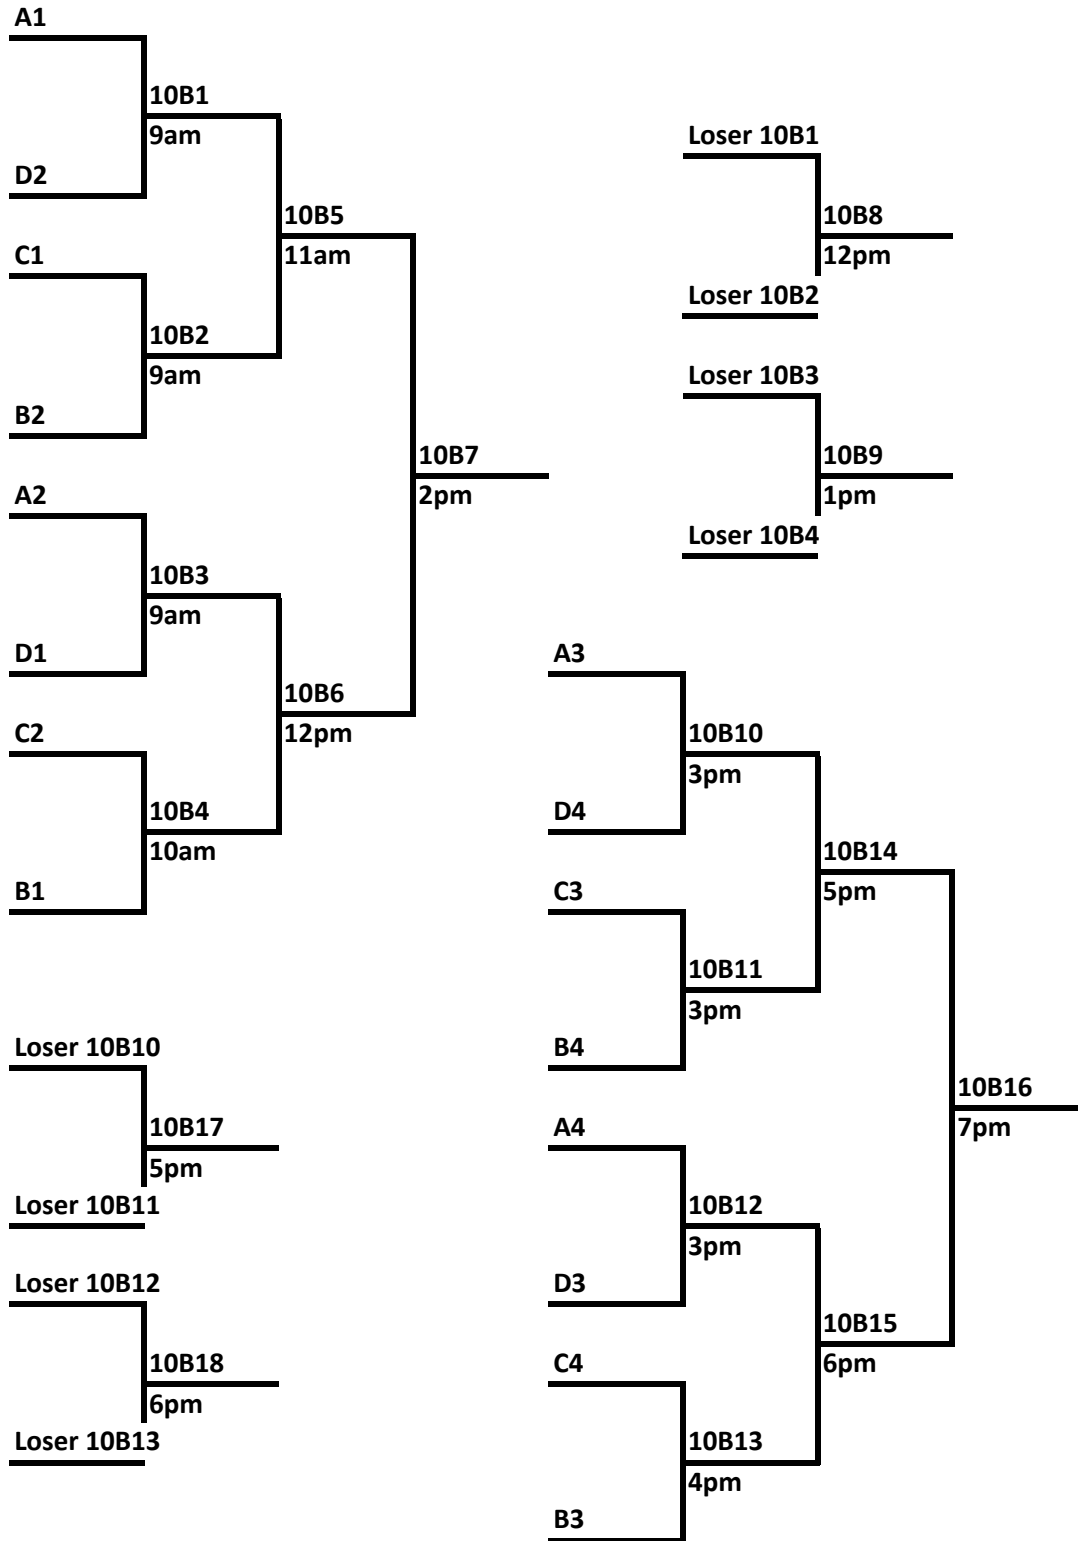 A1
10B1
9am
D2
C1
10B5
11am
10B2
9am
B2
A2
10B7
2pm
10B3
9am
D1
C2
10B6
12pm
10B4
10am
B1
Loser 10B1
10B8
12pm
Loser 10B2
Loser 10B3
10B9
1pm
Loser 10B4
A3
10B10
3pm
D4
C3
10B14
5pm
10B11
3pm
B4
A4
10B16
7pm
10B12
3pm
D3
C4
10B15
6pm
10B13
4pm
B3
Loser 10B10
10B17
5pm
Loser 10B11
Loser 10B12
10B18
6pm
Loser 10B13